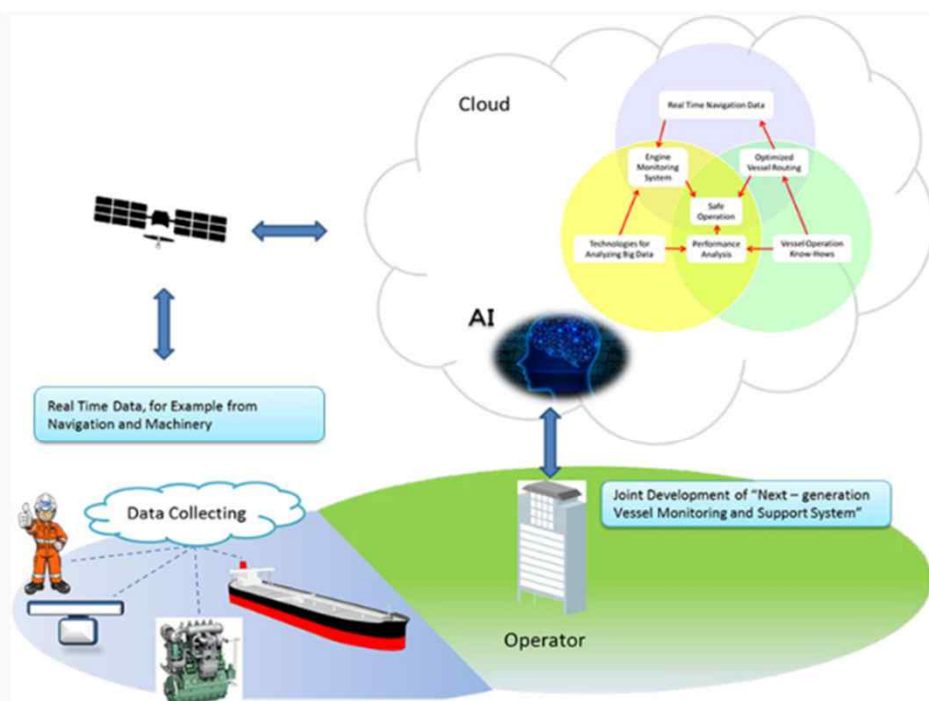 Cloud
Real Time Navigation Data
Engine
Monitoring
System
Optimized
Vessel Routing
Safe
Operation
Technologies for
Analyzing Big Data
Performance
Analysis
Vessel Operation
Know-Hows
AI
Real Time Data, for Example from
Navigation and Machinery
Data Collecting
Joint Development of “Next – generation
Vessel Monitoring and Support System”
Operator